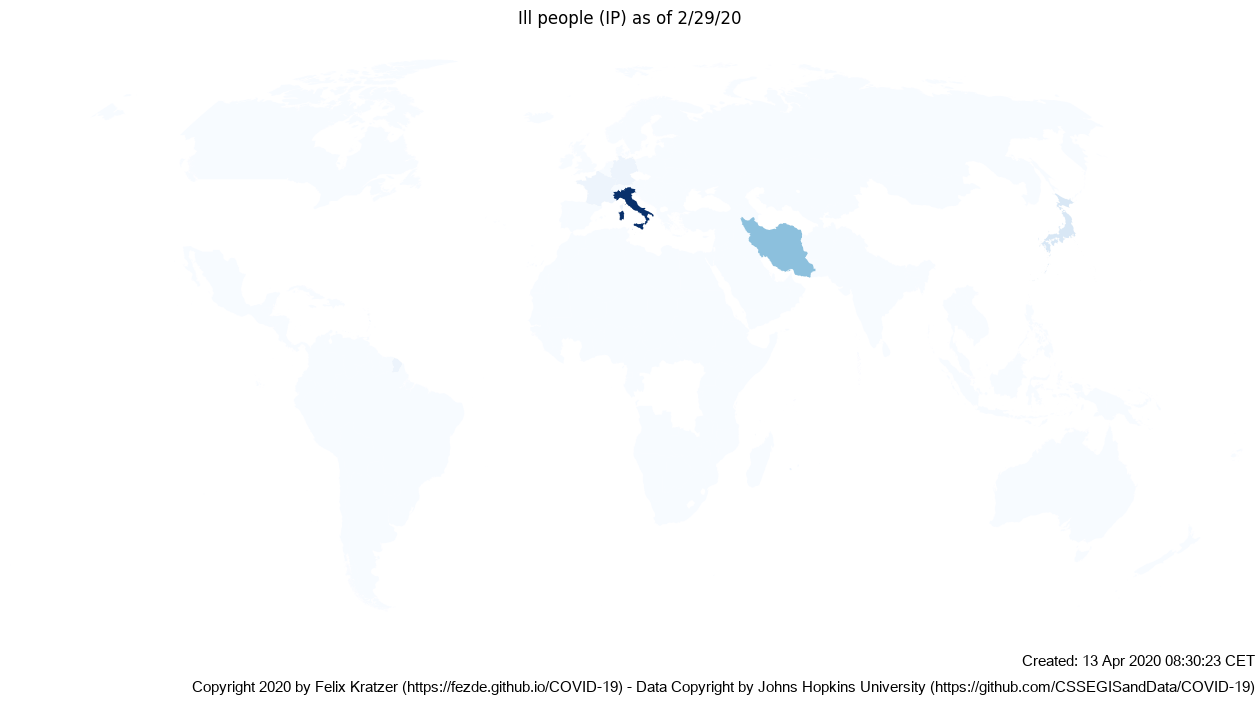 Ill people (IP) as of 2/29/20
Created: 13 Apr 2020 08:30:23 CET
Copyright 2020 by Felix Kratzer (https://fezde.github.io/COVID-19) - Data Copyright by Johns Hopkins University (https://github.com/CSSEGISandData/COVID-19)